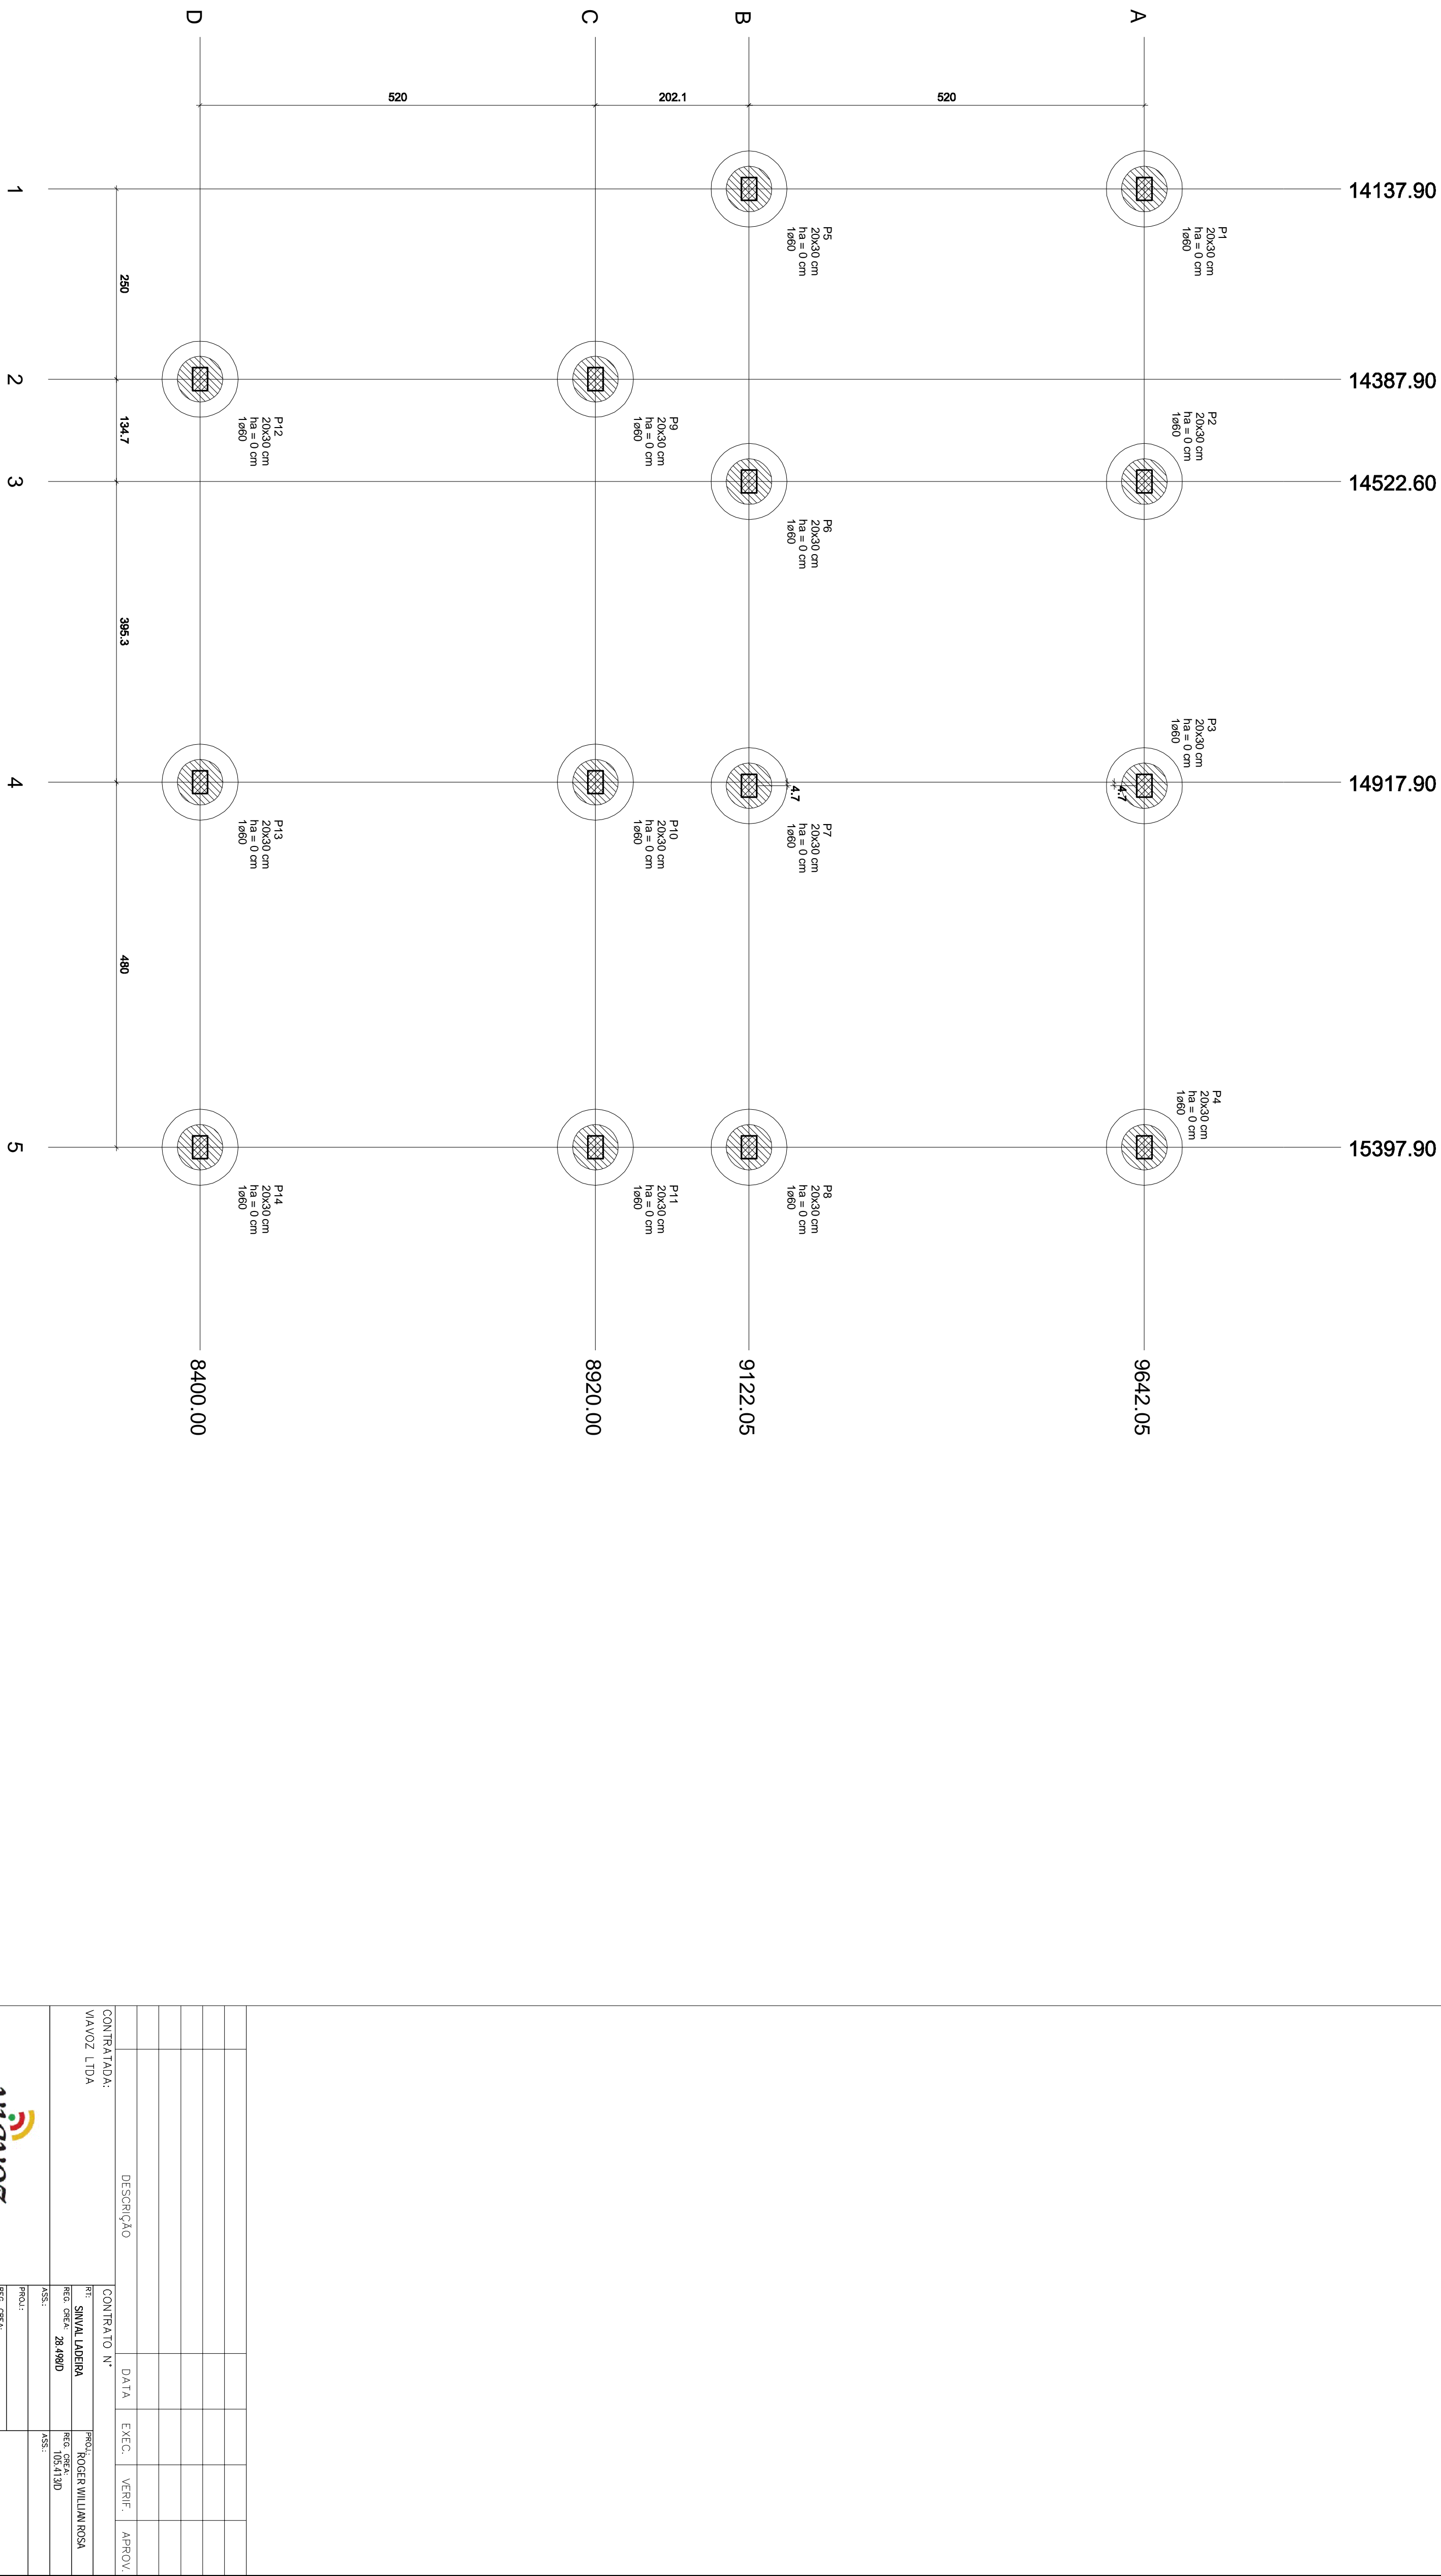 A
B
C
D
520
202.1
520
14137.90
14387.90
14522.60
14917.90
15397.90
P1
20x30 cm
ha = 0 cm
1ø60
P2
20x30 cm
ha = 0 cm
1ø60
P3
20x30 cm
ha = 0 cm
1ø60
4.7
P4
20x30 cm
ha = 0 cm
1ø60
P5
20x30 cm
ha = 0 cm
1ø60
P6
20x30 cm
ha = 0 cm
1ø60
4.7
P7
20x30 cm
ha = 0 cm
1ø60
P8
20x30 cm
ha = 0 cm
1ø60
P9
20x30 cm
ha = 0 cm
1ø60
P10
20x30 cm
ha = 0 cm
1ø60
P11
20x30 cm
ha = 0 cm
1ø60
P12
20x30 cm
ha = 0 cm
1ø60
P13
20x30 cm
ha = 0 cm
1ø60
P14
20x30 cm
ha = 0 cm
1ø60
9642.05
9122.05
8920.00
8400.00
250
134.7
395.3
480
1
2
3
4
5
DESCRIÇÃO DATA EXEC. VERIF. APROV.
CONTRATADA:
VIAVOZ LTDA
CONTRATO N°
RT: SINVAL LADEIRA
REG. CREA: 28.498/D
ASS.:
PROJ.: ROGER WILLIAN ROSA
REG. CREA: 105.413/D
ASS.:
PROJ.:
REG. CREA: